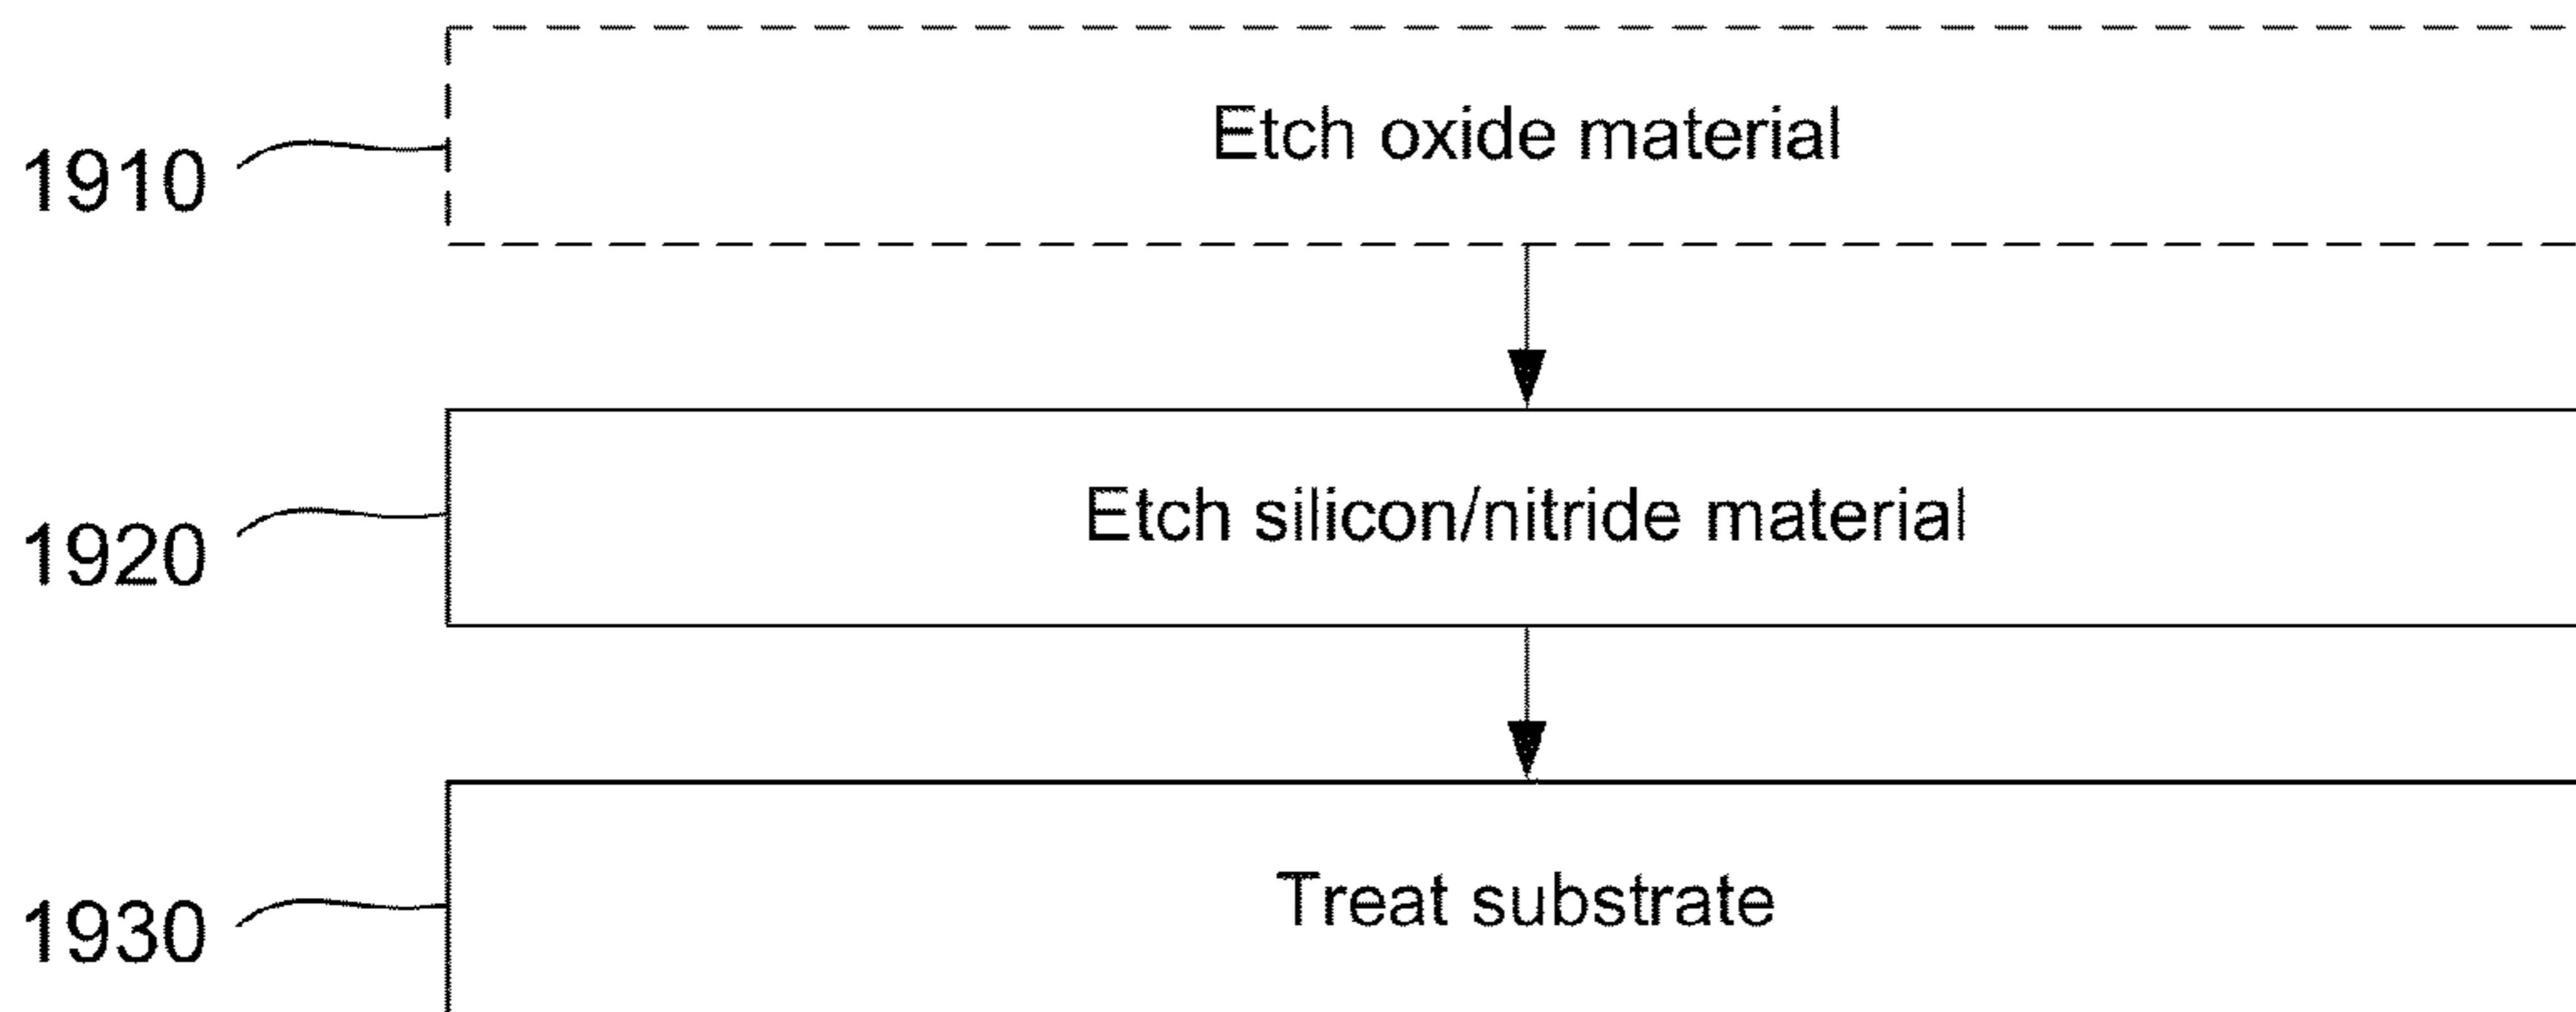 Etch oxide material
1910
Etch silicon/nitride material
1920
Treat substrate
1930